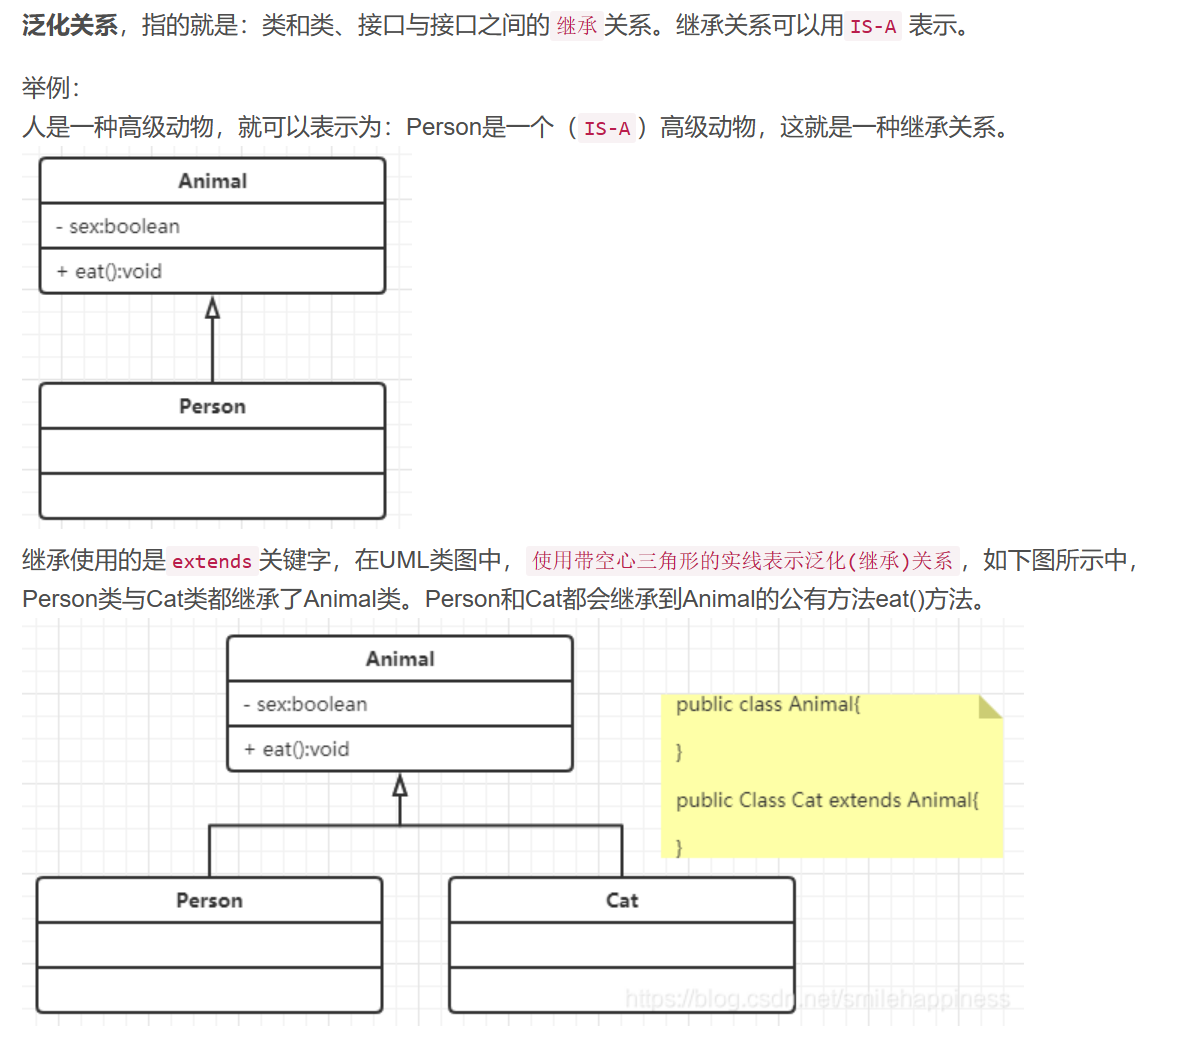 泛化关系，指的就是：类和类、接口与接口之间的继承关系。继承关系可以用IS-A 表示。
举例：
人是一种高级动物，就可以表示为：Person是一个（IS-A）高级动物，这就是一种继承关系。
Animal
- sex:boolean
+ eat():void
Person
继承使用的是extends关键字，在UML类图中，使用带空心三角形的实线表示泛化(继承)关系，如下图所示中，
Person类与Cat类都继承了Animal类。Person和Cat都会继承到Animal的公有方法eat()方法。
Animal
- sex:boolean
+ eat():void
public class Animal{
}
public Class Cat extends Animal{
}
Person
Cat
https://blog.csdn.net/smilehappiness